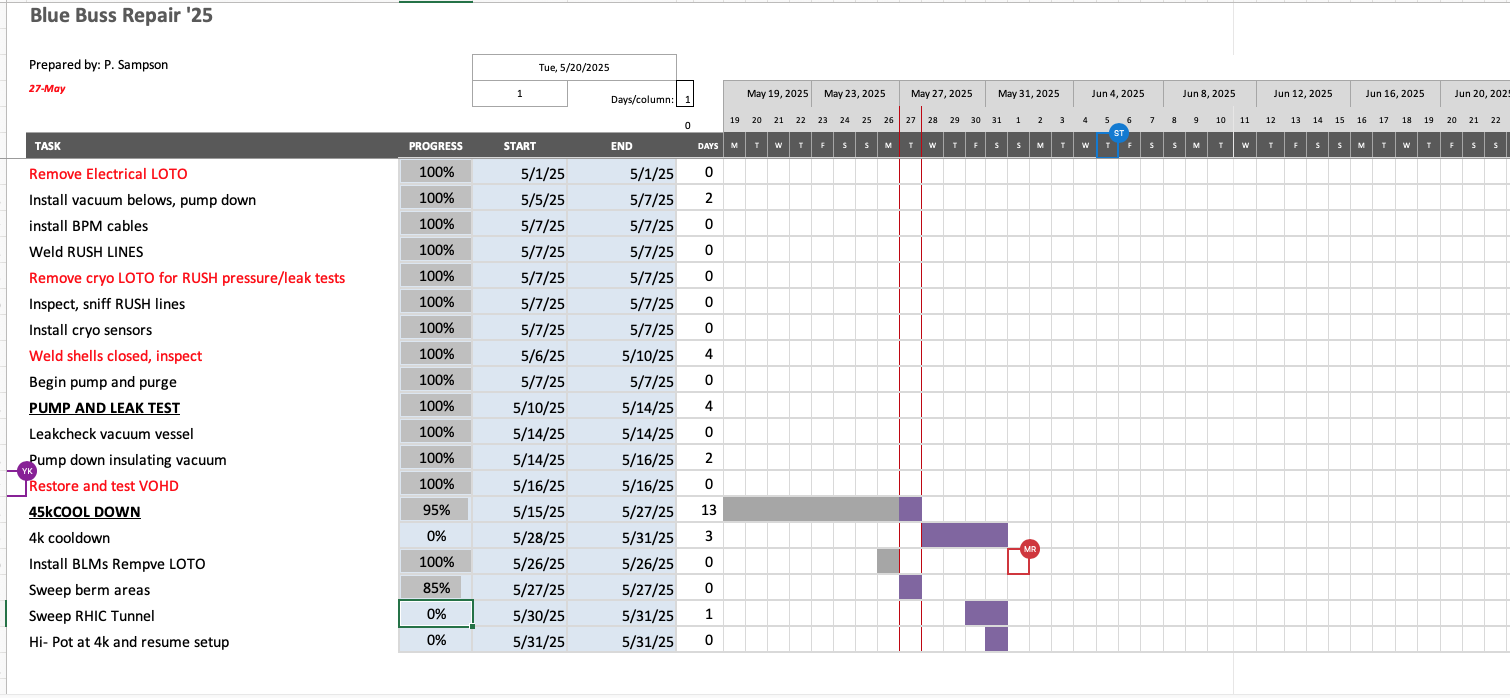 Blue Buss Repair '25
Prepared by: P. Sampson
Tue, 5/20/2025
27-May
1 Days/column: 1
May 19, 2025 May 23, 2025 May 27, 2025 May 31, 2025 Jun 4, 2025 Jun 8, 2025 Jun 12, 2025 Jun 16, 2025 Jun 20, 202
0 19 20 21 22 23 24 25 26 27 28 29 30 31 1 2 3 4 5 6 7 8 9 10 11 12 13 14 15 16 17 18 19 20 21 22
ST
TASK PROGRESS START END DAYS M T W T F S S M T W T F S S M T W T F S S M T W T F S S M T W T F S S
Remove Electrical LOTO 100% 5/1/25 5/1/25 0
Install vacuum belows, pump down 100% 5/5/25 5/7/25 2
install BPM cables 100% 5/7/25 5/7/25 0
Weld RUSH LINES 100% 5/7/25 5/7/25 0
Remove cryo LOTO for RUSH pressure/leak tests 100% 5/7/25 5/7/25 0
Inspect, sniff RUSH lines 100% 5/7/25 5/7/25 0
Install cryo sensors 100% 5/7/25 5/7/25 0
Weld shells closed, inspect 100% 5/6/25 5/10/25 4
Begin pump and purge 100% 5/7/25 5/7/25 0
PUMP AND LEAK TEST 100% 5/10/25 5/14/25 4
Leakcheck vacuum vessel 100% 5/14/25 5/14/25 0
Pump down insulating vacuum 100% 5/14/25 5/16/25 2
YK
Restore and test VOHD 100% 5/16/25 5/16/25 0
45kCOOL DOWN 95% 5/15/25 5/27/25 13
4k cooldown 0% 5/28/25 5/31/25 3
MR
Install BLMs Rempve LOTO 100% 5/26/25 5/26/25 0
Sweep berm areas 85% 5/27/25 5/27/25 0
Sweep RHIC Tunnel 0% 5/30/25 5/31/25 1
Hi- Pot at 4k and resume setup 0% 5/31/25 5/31/25 0